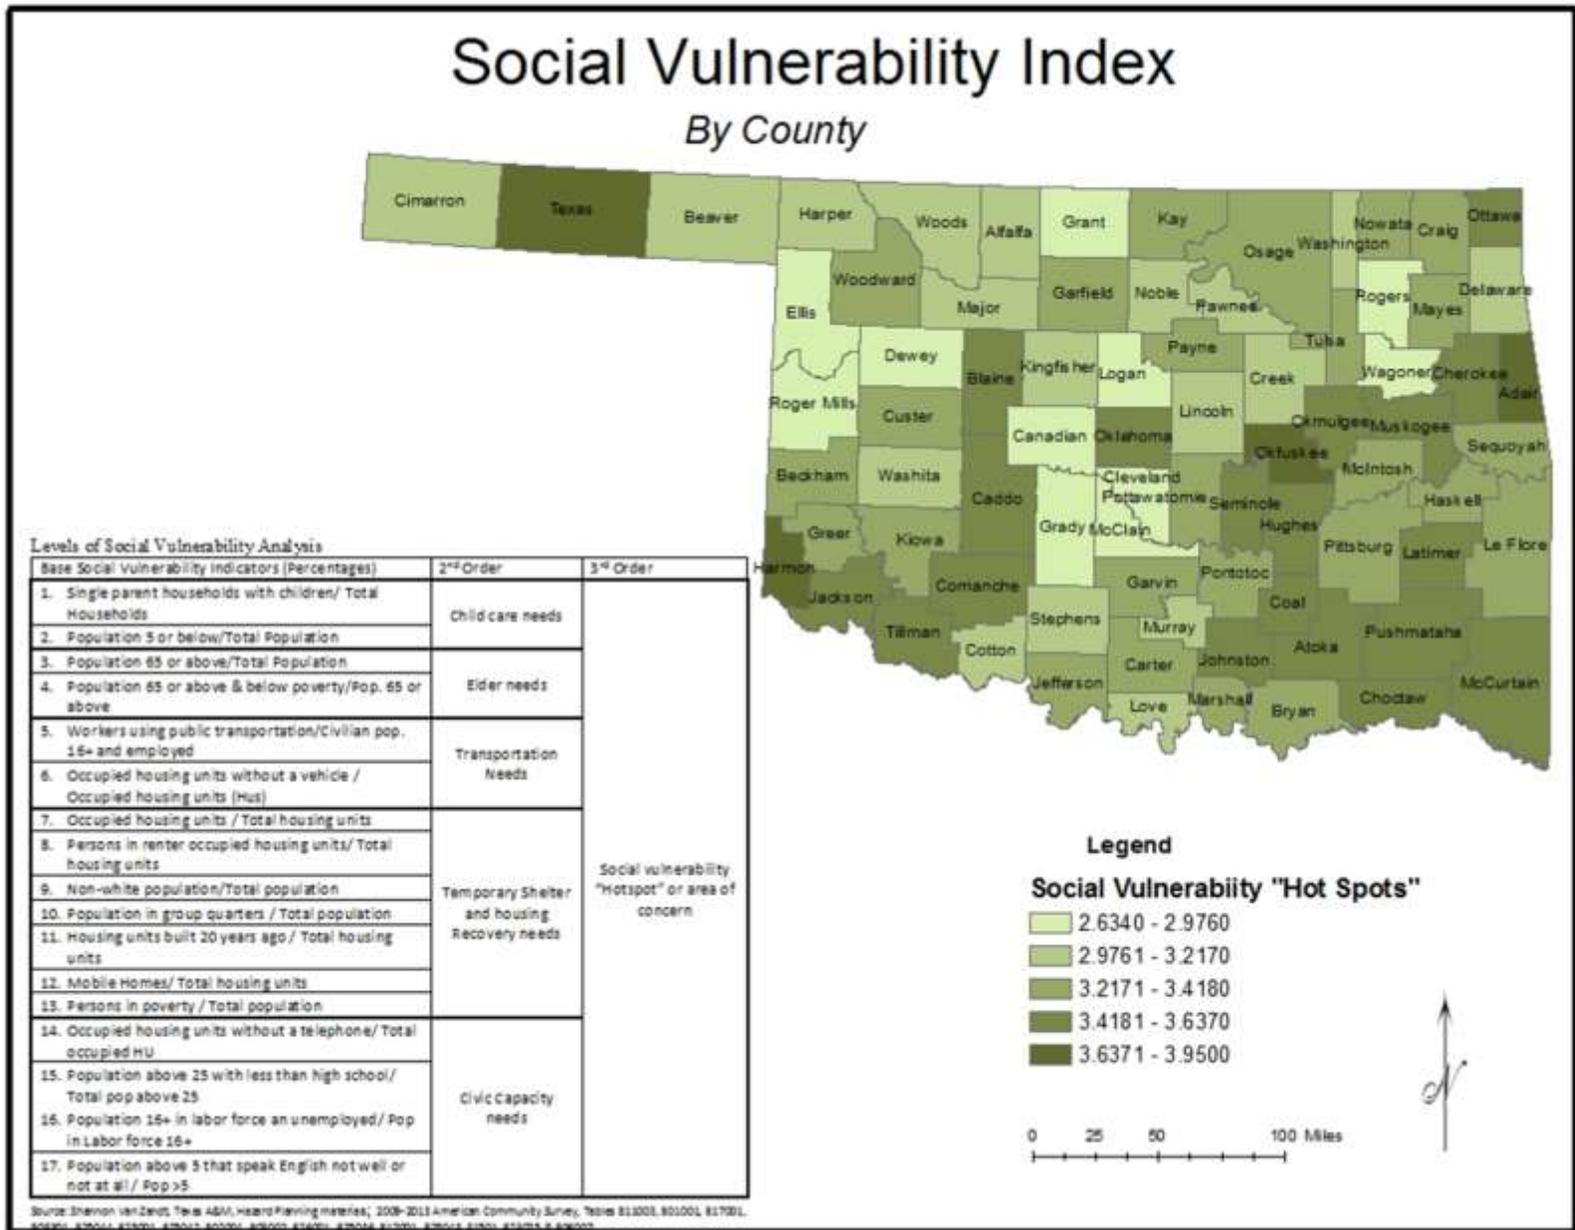 Social Vulnerability Index
By County
Cimarron
Texas
Beaver
Harper
Woods
Alfalfa
Grant
Kay
Osage
Washington
Nowata
Craig
Ottawa
Woodward
Ellis
Major
Garfield
Noble
Pawnee
Rogers
Mayes
Delaware
Dewey
Blaine
Kingfisher
Logan
Payne
Tulsa
Creek
Wagoner
Cherokee
Adair
Roger Mills
Custer
Canadian
Oklahoma
Lincoln
Okmulgee
Muskogee
Okfuskee
Sequoyah
Beckham
Washita
Caddo
Cleveland
Pottawatomie
Seminole
McIntosh
Haskell
Greer
Kiowa
Grady
McClain
Hughes
Pittsburg
Latimer
Le Flore
Harmon
Jackson
Comanche
Garvin
Pontotoc
Coal
Tillman
Stephens
Murray
Atoka
Pushmataha
Cotton
Carter
Johnston
Jefferson
Love
Marshall
Bryan
Choctaw
McCurtain
Levels of Social Vulnerability Analysis
Base Social Vulnerability Indicators (Percentages)
2nd Order
3rd Order
1. Single parent households with children/ Total
Households
2. Population 5 or below/Total Population
Child care needs
3. Population 65 or above/Total Population
4. Population 65 or above & below poverty/Pop. 65 or
above
Elder needs
5. Workers using public transportation/Civilian pop.
16+ and employed
6. Occupied housing units without a vehicle /
Occupied housing units (Hus)
Transportation
Needs
7. Occupied housing units / Total housing units
8. Persons in renter occupied housing units/ Total
housing units
9. Non-white population/Total population
10. Population in group quarters / Total population
11. Housing units built 20 years ago / Total housing
units
12. Mobile Homes/ Total housing units
13. Persons in poverty / Total population
Temporary Shelter
and housing
Recovery needs
14. Occupied housing units without a telephone/ Total
occupied HU
15. Population above 25 with less than high school/
Total pop above 25
16. Population 16+ in labor force an unemployed/ Pop
in Labor force 16+
17. Population above 5 that speak English not well or
not at all / Pop >5
Civic Capacity
needs
Social vulnerability
"Hotspot" or area of
concern
Source: Shannon Van Zandt, Texas A&M, Hazard Planning materials; 2009-2013 American Community Survey, Tables
Legend
Social Vulnerabiity "Hot Spots"
2.6340 - 2.9760
2.9761 - 3.2170
3.2171 - 3.4180
3.4181 - 3.6370
3.6371 - 3.9500
N
0 25 50 100 Miles